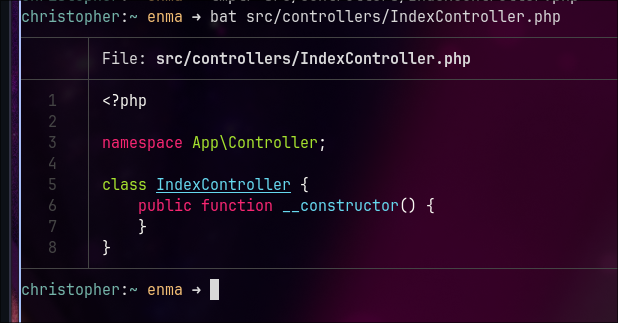 christopher:~ enma → bat src/controllers/IndexController.php
File: src/controllers/IndexController.php
1 <?php
2
3 namespace App\Controller;
4
5 class IndexController {
6 public function __constructor() {
7 }
8 }
christopher:~ enma →